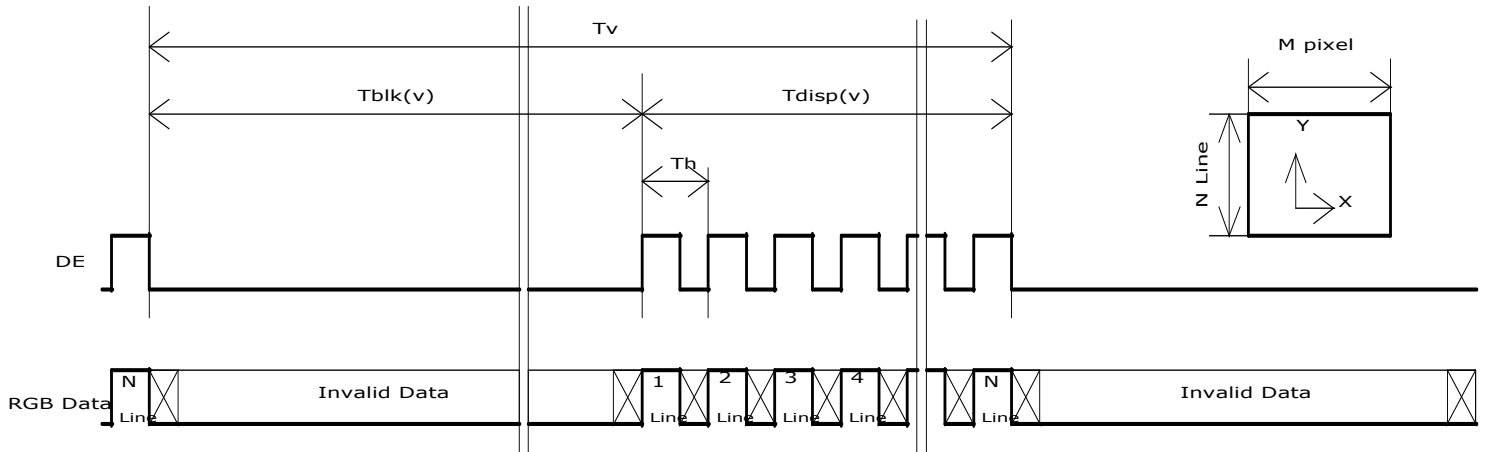 Tv
M pixel
Tblk(v)
Tdisp(v)
Y
N Line
Th
X
DE
N
Line
Invalid Data
1
Line
2
Line
3
Line
4
Line
N
Line
Invalid Data
RGB Data